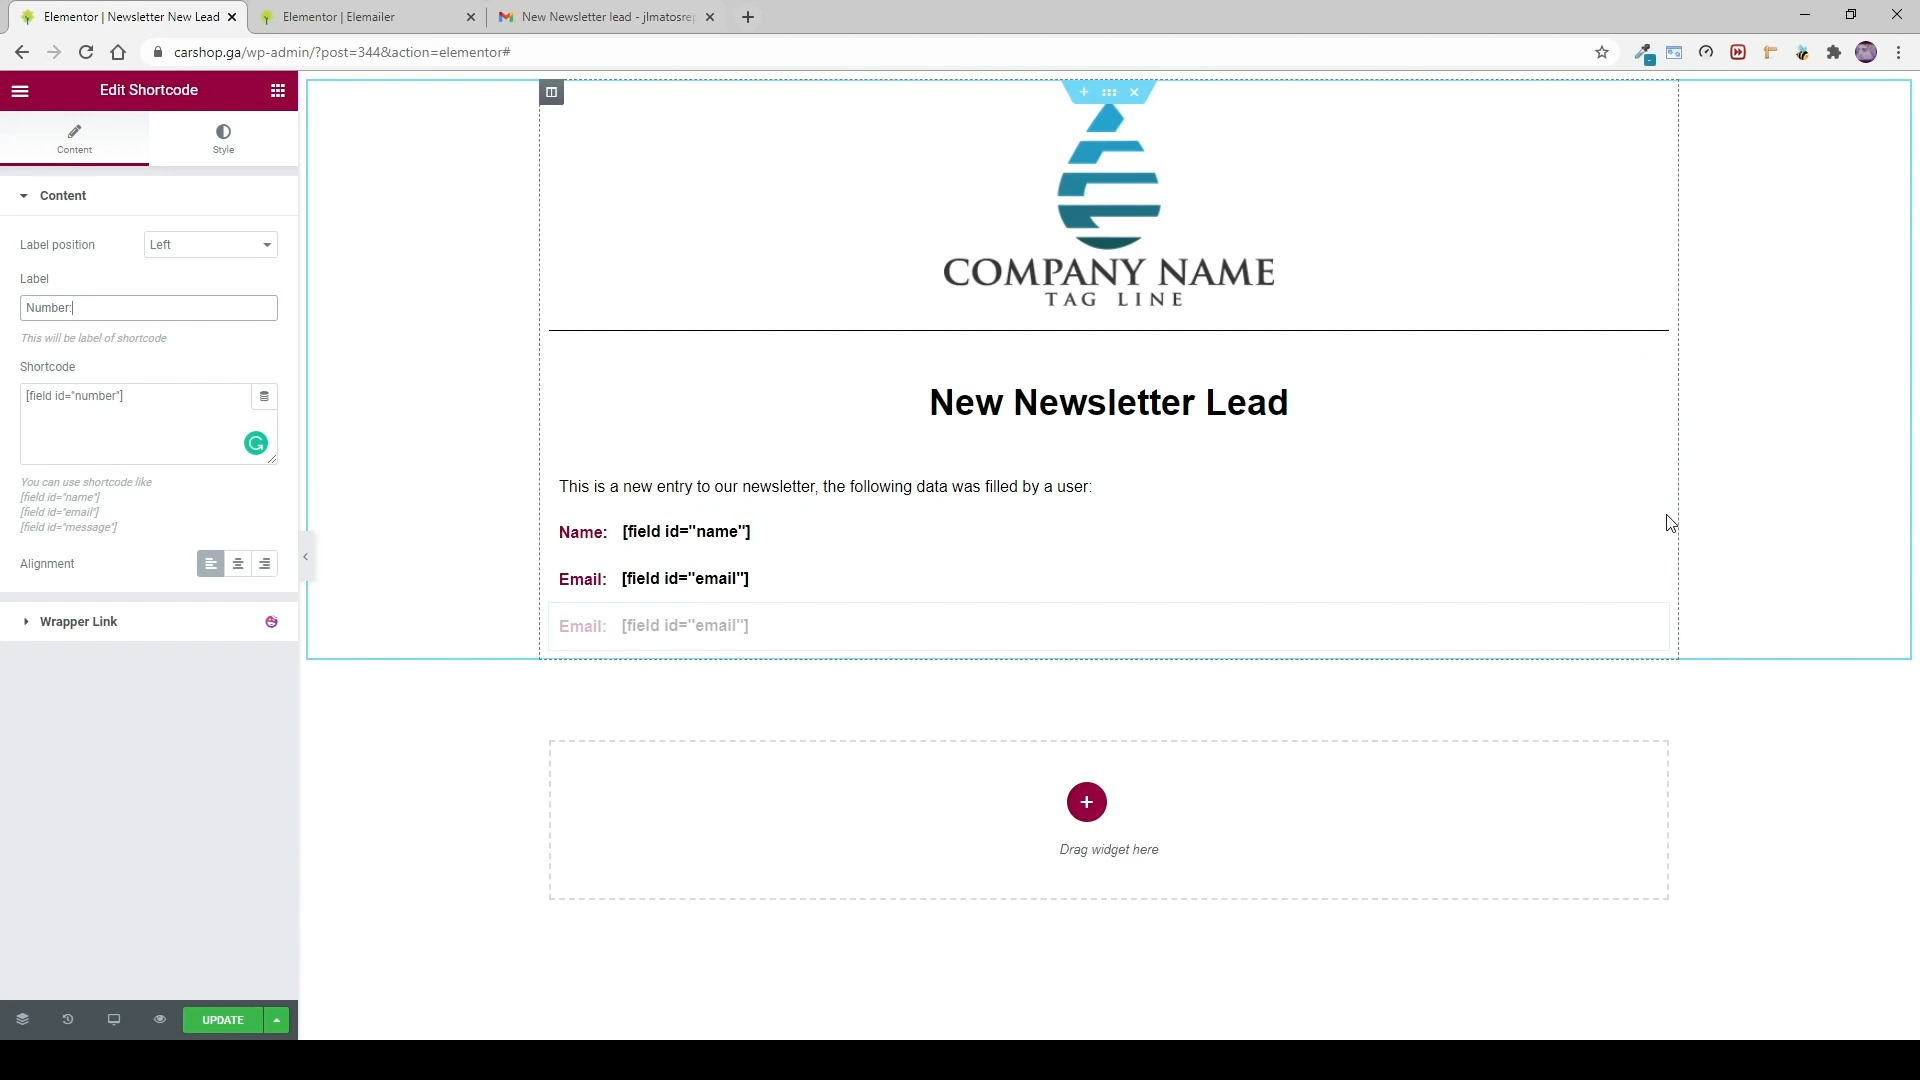 Elementor | Newsletter New Lead
Elementor | Elemailer
New Newsletter lead - jlmatosrep
carshop.ga/wp-admin/?post=344&action=elementor#
Edit Shortcode
Content
Style
Content
Label position
Left
Label
Number:
This will be label of shortcode
Shortcode
[field id="number"]
You can use shortcode like
[field id="name"]
[field id="email"]
[field id="message"]
Alignment
Wrapper Link
UPDATE
COMPANY NAME
TAG LINE
New Newsletter Lead
This is a new entry to our newsletter, the following data was filled by a user:
Name: [field id="name"]
Email: [field id="email"]
Email: [field id="email"]
Drag widget here